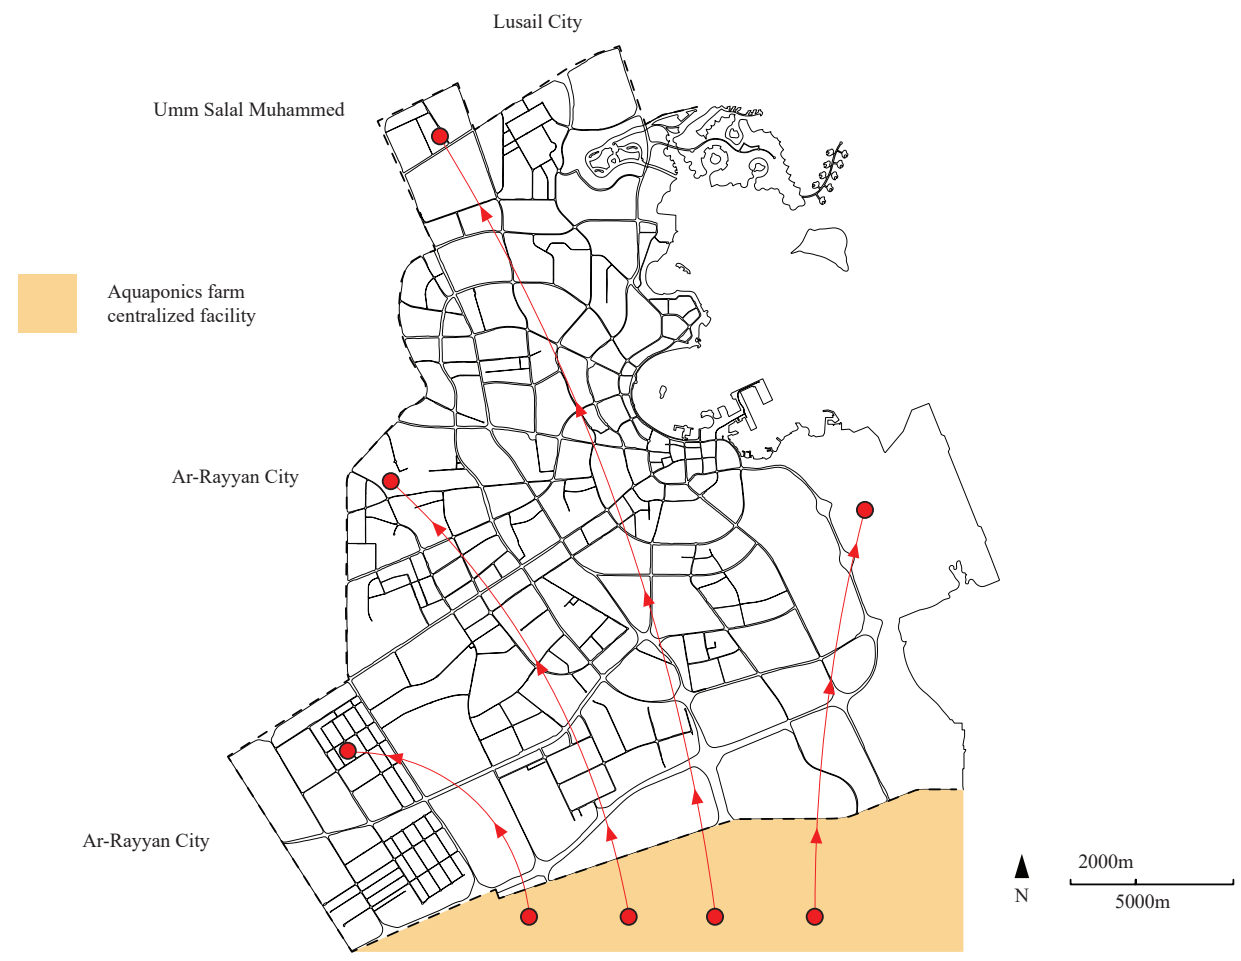 Lusail City
Umm Salal Muhammed
Aquaponics farm
centralized facility
Ar-Rayyan City
Ar-Rayyan City
2000m
N
5000m